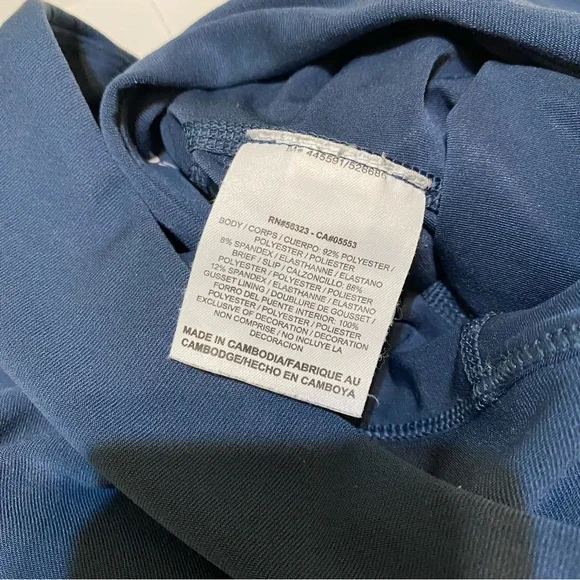 445591/526686
RN#56323 - CA#05553
BODY / CORPS / CUERPO: 92% POLYESTER /
POLYESTER / POLIESTER
8% SPANDEX / ELASTHANNE / ELASTANO
BRIEF / SLIP / CALZONCILLO: 88%
POLYESTER / POLYESTER / POLIESTER
12% SPANDEX / ELASTHANNE / ELASTANO
GUSSET LINING / DOUBLURE DE GOUSSET /
FORRO DEL PUENTE INTERIOR: 100%
POLYESTER / POLYESTER / POLIESTER
EXCLUSIVE OF DECORATION / DECORATION
NON COMPRISE / NO INCLUYE LA
DECORACION
MADE IN CAMBODIA/FABRIQUE AU
CAMBODGE/HECHO EN CAMBOYA